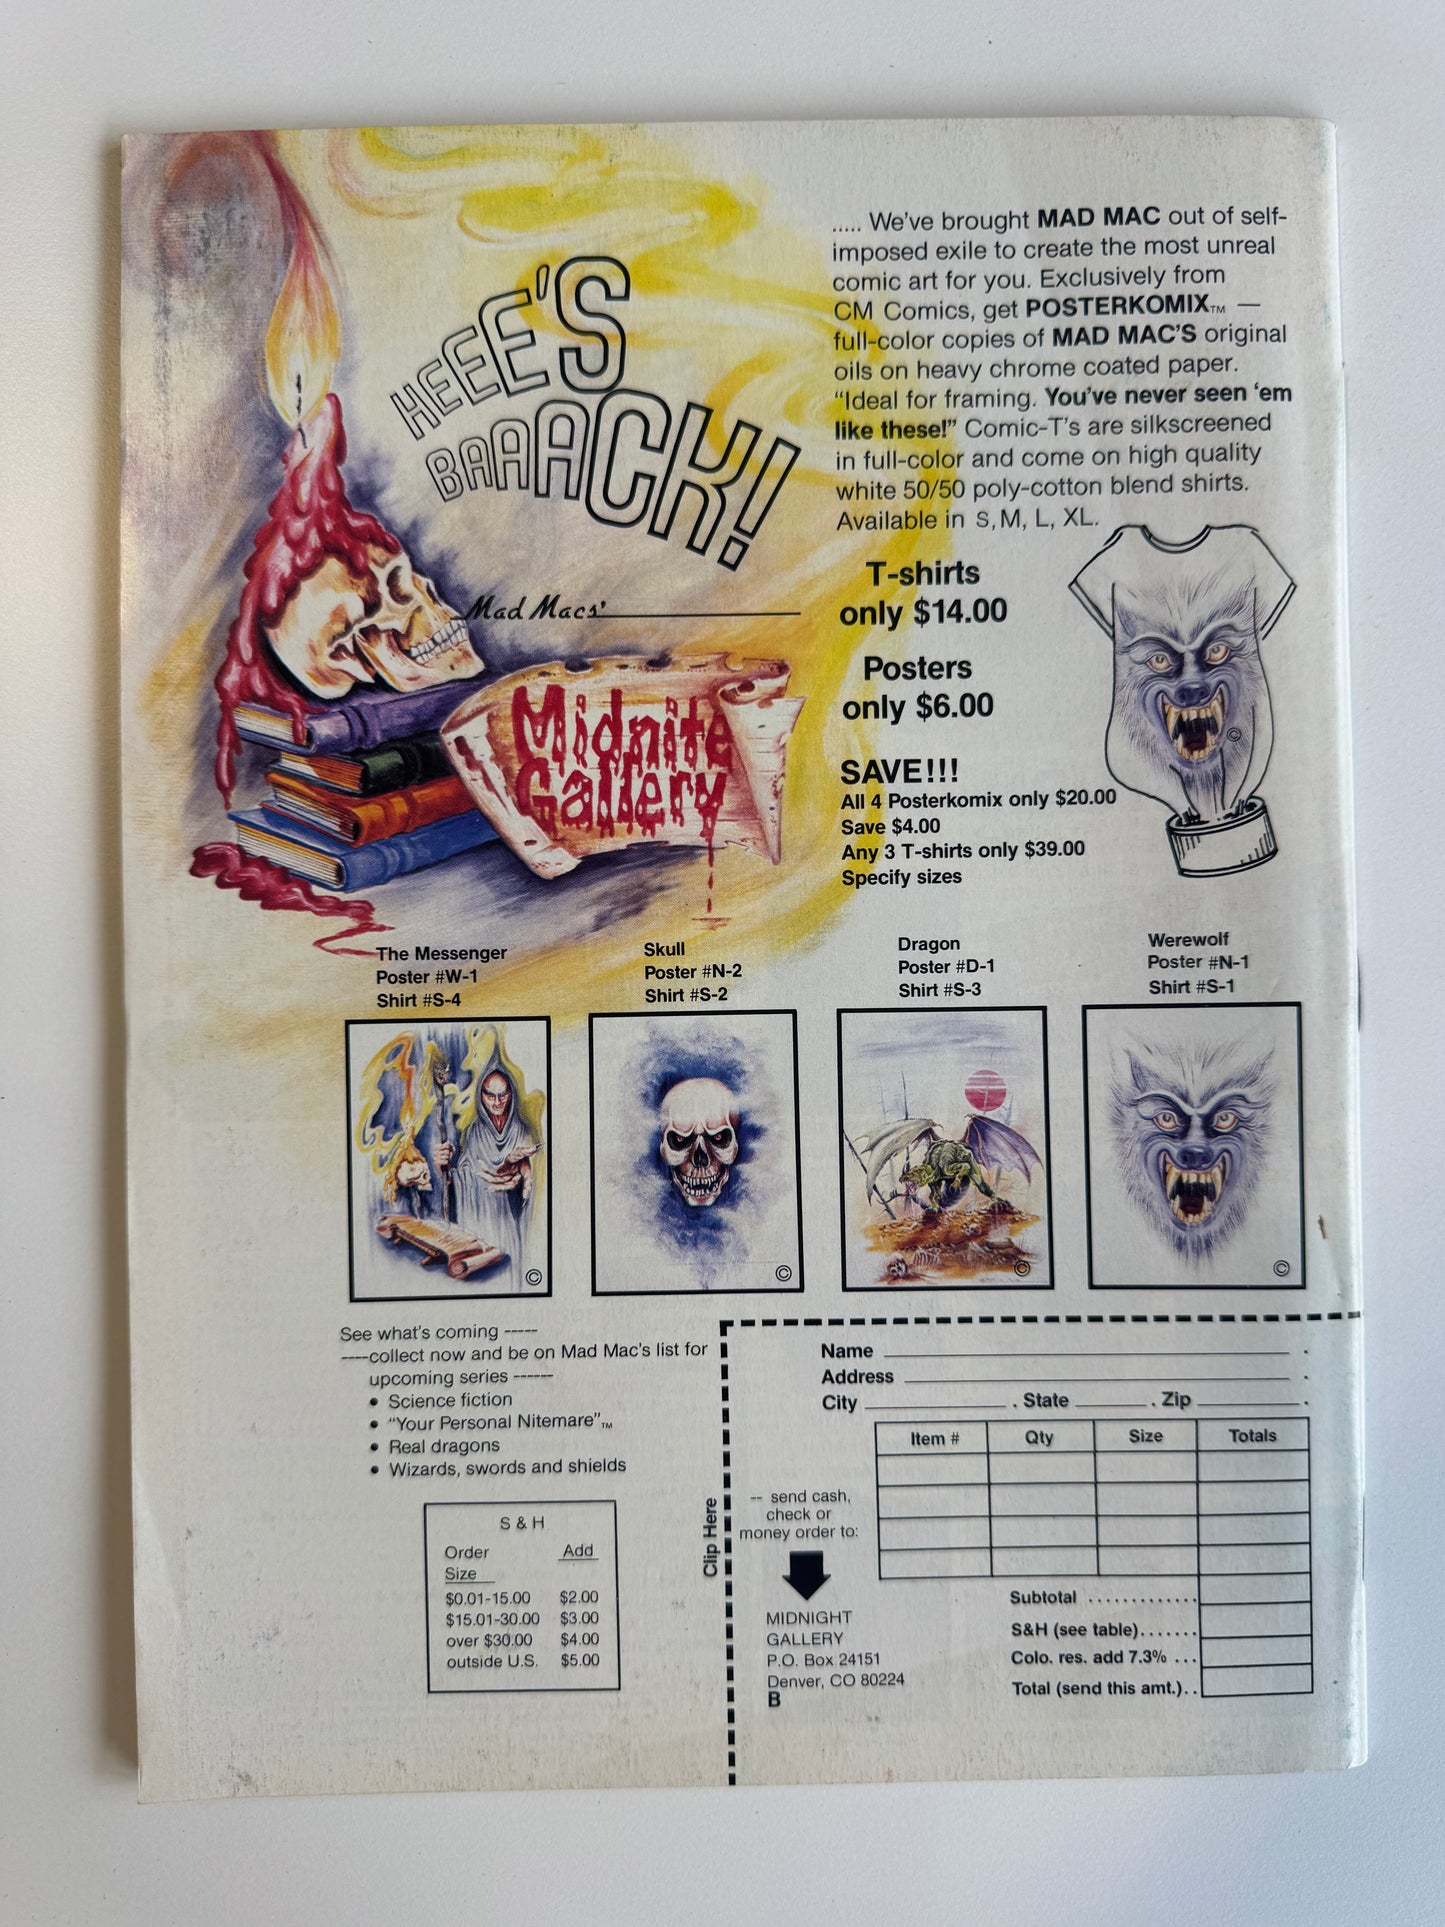 HEEEE'S
BAAAACK!
Mad Macs'
Midnite
Gallery
..... We've brought MAD MAC out of self-
imposed exile to create the most unreal
comic art for you. Exclusively from
CM Comics, get POSTERKOMIX™ —
full-color copies of MAD MAC'S original
oils on heavy chrome coated paper.
"Ideal for framing. You've never seen 'em
like these!" Comic-T's are silkscreened
in full-color and come on high quality
white 50/50 poly-cotton blend shirts.
Available in S, M, L, XL.
T-shirts
only $14.00
Posters
only $6.00
SAVE!!!
All 4 Posterkomix only $20.00
Save $4.00
Any 3 T-shirts only $39.00
Specify sizes
©
The Messenger
Poster #W-1
Shirt #S-4
©
Skull
Poster #N-2
Shirt #S-2
©
Dragon
Poster #D-1
Shirt #S-3
©
Werewolf
Poster #N-1
Shirt #S-1
©
See what's coming -----
----collect now and be on Mad Mac's list for
upcoming series ------
• Science fiction
• "Your Personal Nitemare"™
• Real dragons
• Wizards, swords and shields
S & H
Order Size Add
$0.01-15.00 $2.00
$15.01-30.00 $3.00
over $30.00 $4.00
outside U.S. $5.00
Clip Here
Name .
Address .
City . State . Zip .
Item # Qty Size Totals
-- send cash,
check or
money order to:
MIDNIGHT
GALLERY
P.O. Box 24151
Denver, CO 80224
B
Subtotal .............
S&H (see table).......
Colo. res. add 7.3% ...
Total (send this amt.)..